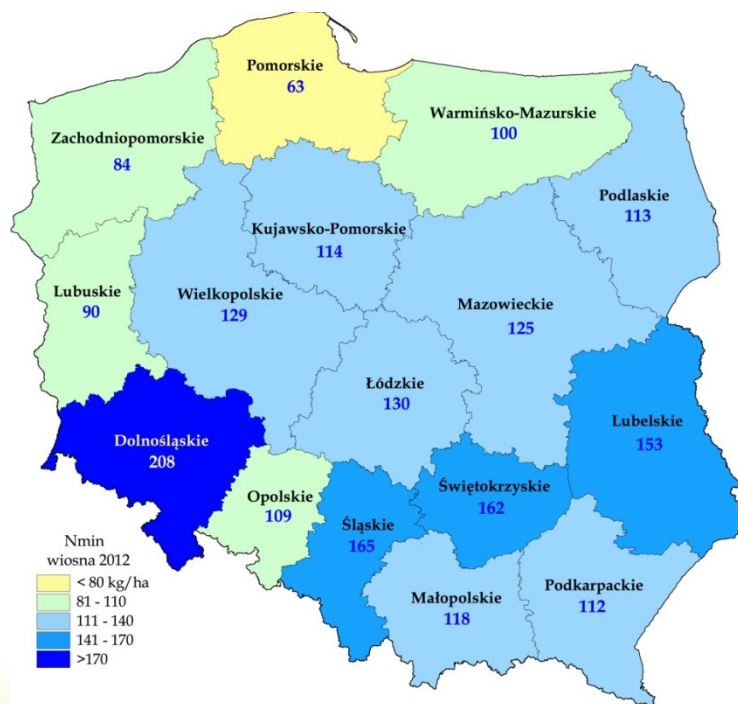 Pomorskie
63
Warmińsko-Mazurskie
100
Zachodniopomorskie
84
Podlaskie
113
Kujawsko-Pomorskie
114
Lubuskie
90
Wielkopolskie
129
Mazowieckie
125
Łódzkie
130
Lubelskie
153
Dolnośląskie
208
Opolskie
109
Śląskie
165
Świętokrzyskie
162
Małopolskie
118
Podkarpackie
112
Nmin
wiosna 2012
< 80 kg/ha
81 - 110
111 - 140
141 - 170
>170